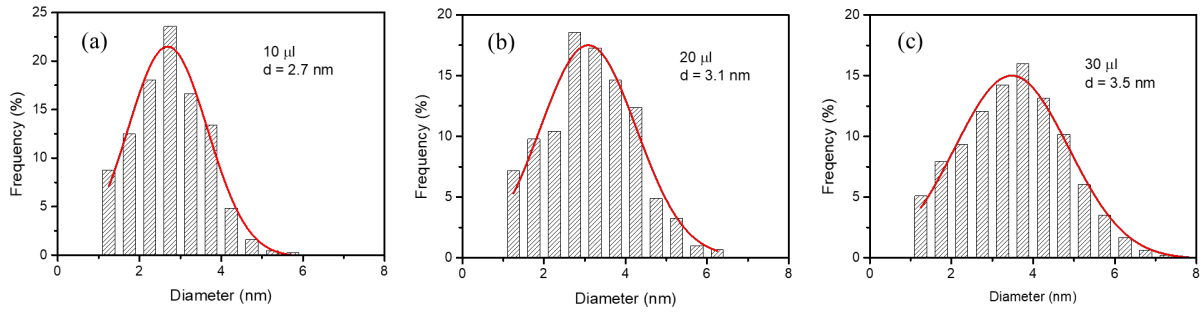 (a)
10 μl
d = 2.7 nm
Frequency (%)
25
20
15
10
5
0
0 2 4 6 8
Diameter (nm)
(b)
20 μl
d = 3.1 nm
Frequency (%)
20
15
10
5
0
0 2 4 6 8
Diameter (nm)
(c)
30 μl
d = 3.5 nm
Freqency (%)
20
15
10
5
0
0 2 4 6 8
Diameter (nm)